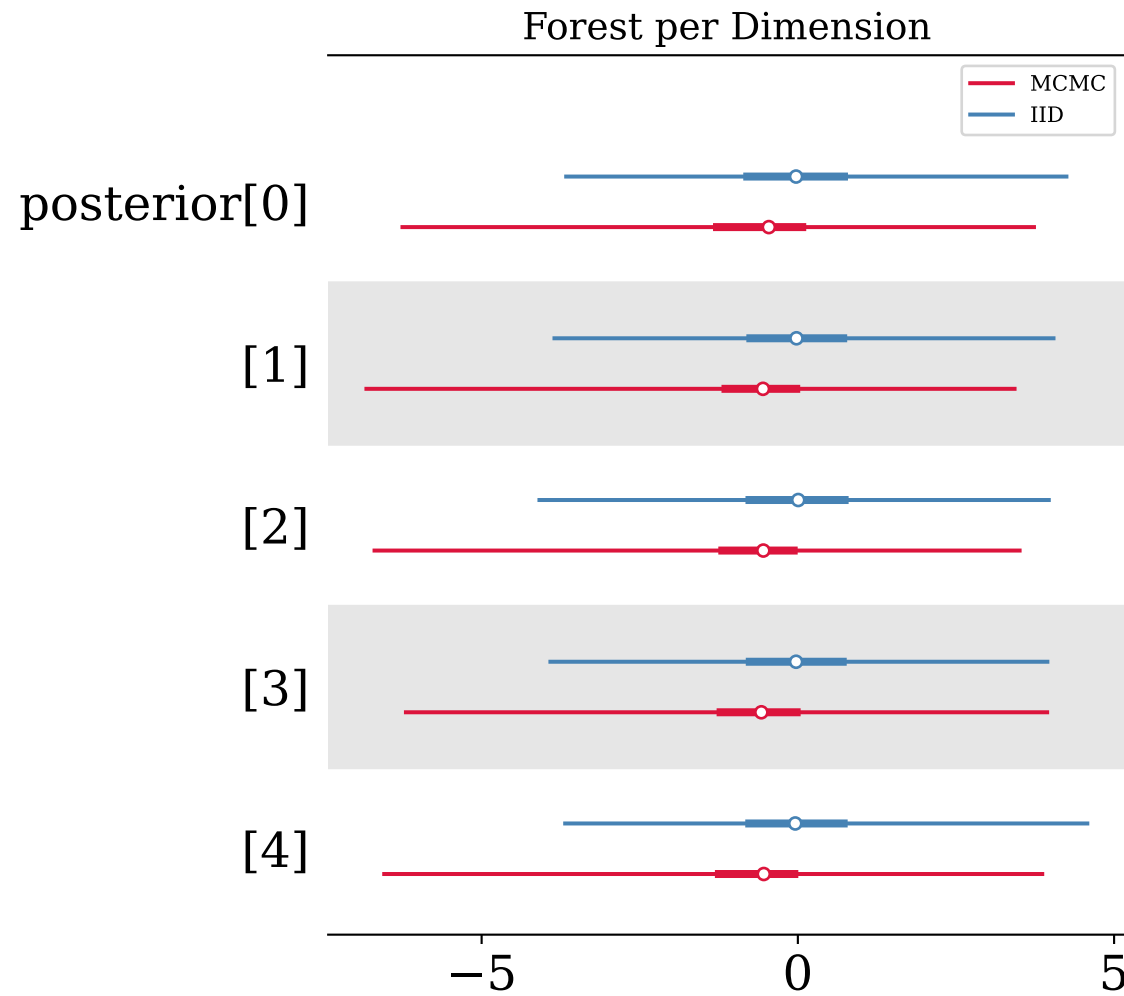 Forest per Dimension
MCMC
IID
posterior[0]
[1]
[2]
[3]
[4]
−5 0 5